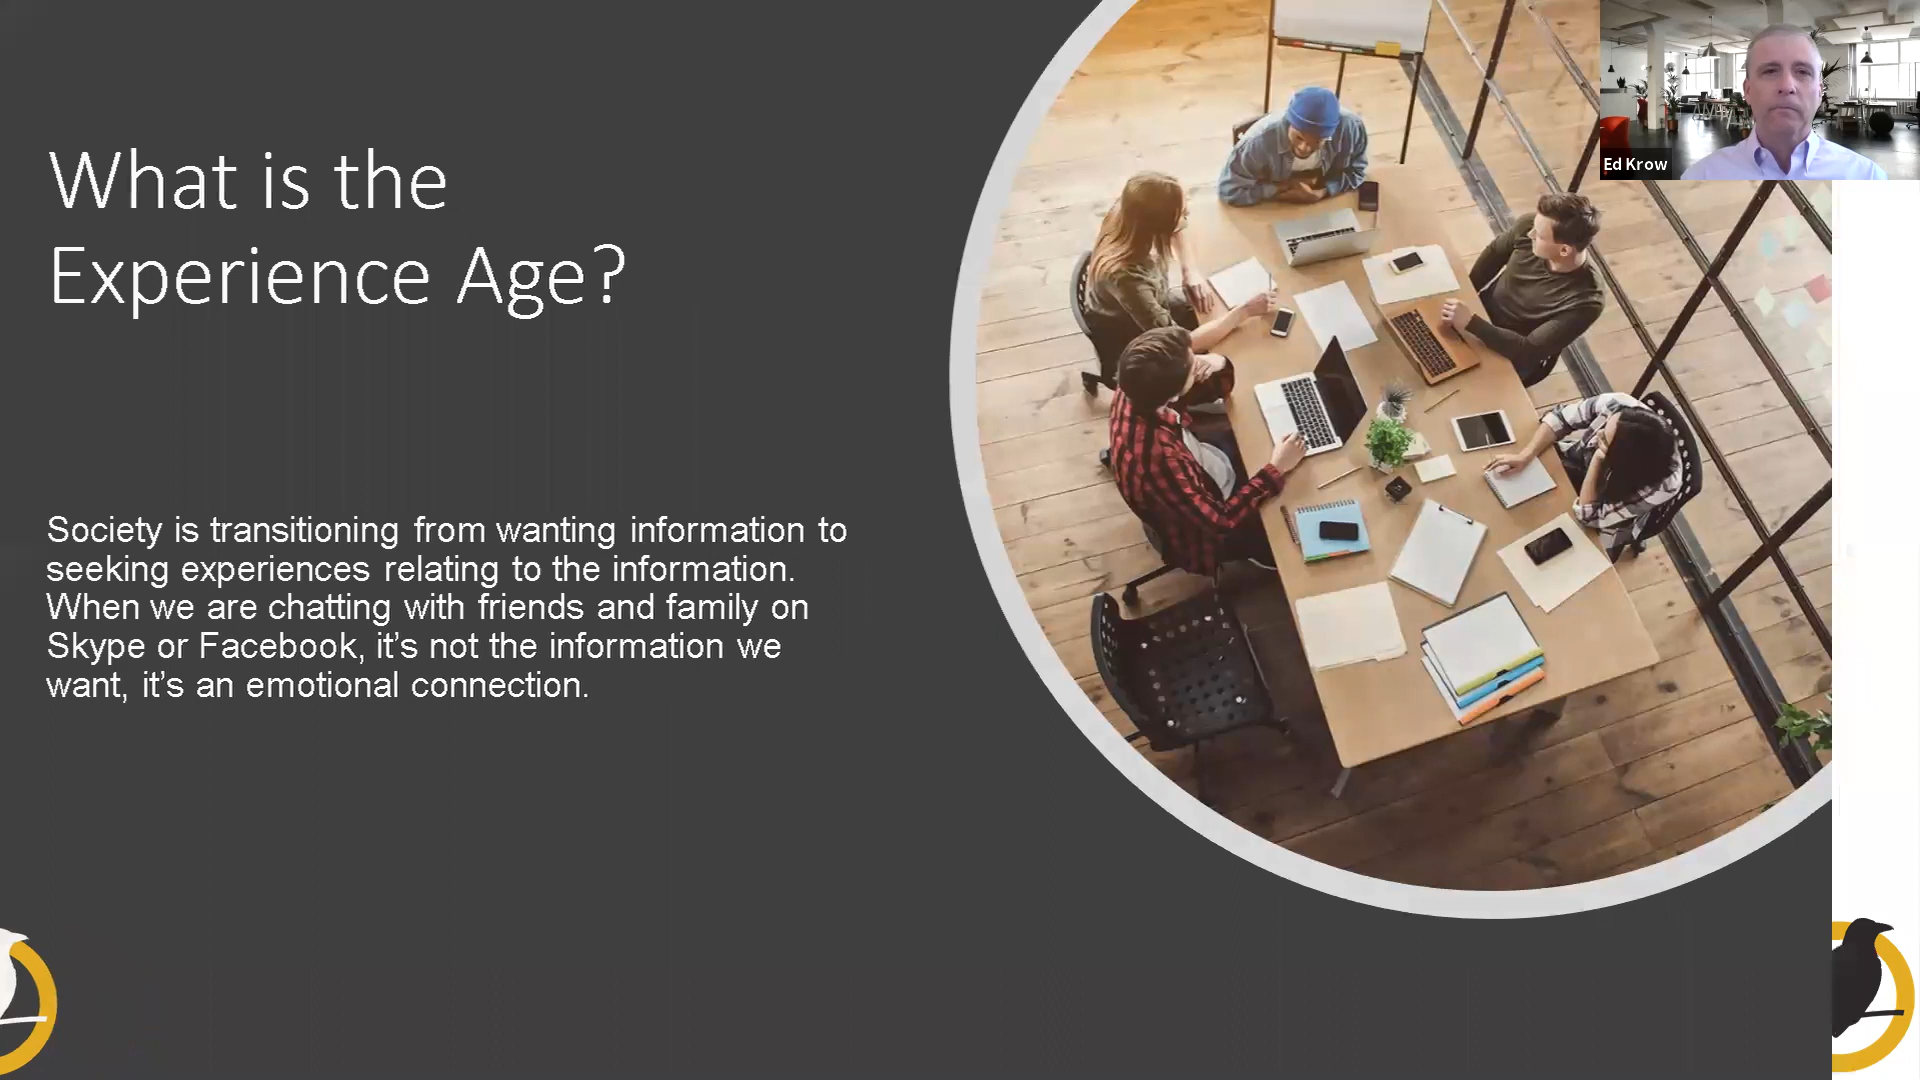 What is the
Experience Age?
Society is transitioning from wanting information to
seeking experiences relating to the information.
When we are chatting with friends and family on
Skype or Facebook, it’s not the information we
want, it’s an emotional connection.
Ed Krow